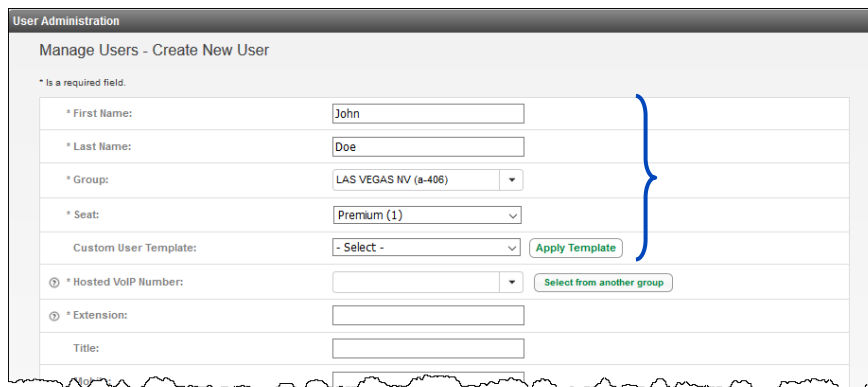 User Administration
Manage Users - Create New User
* Is a required field.
* First Name: John
* Last Name: Doe
* Group: LAS VEGAS NV (a-406)
* Seat: Premium (1)
Custom User Template: - Select - Apply Template
? * Hosted VoIP Number: Select from another group
? * Extension:
Title: